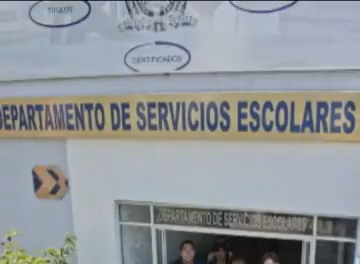 TITULOS
CERTIFICADOS
DEPARTAMENTO DE SERVICIOS ESCOLARES
DEPARTAMENTO DE SERVICIOS ESCOLARES